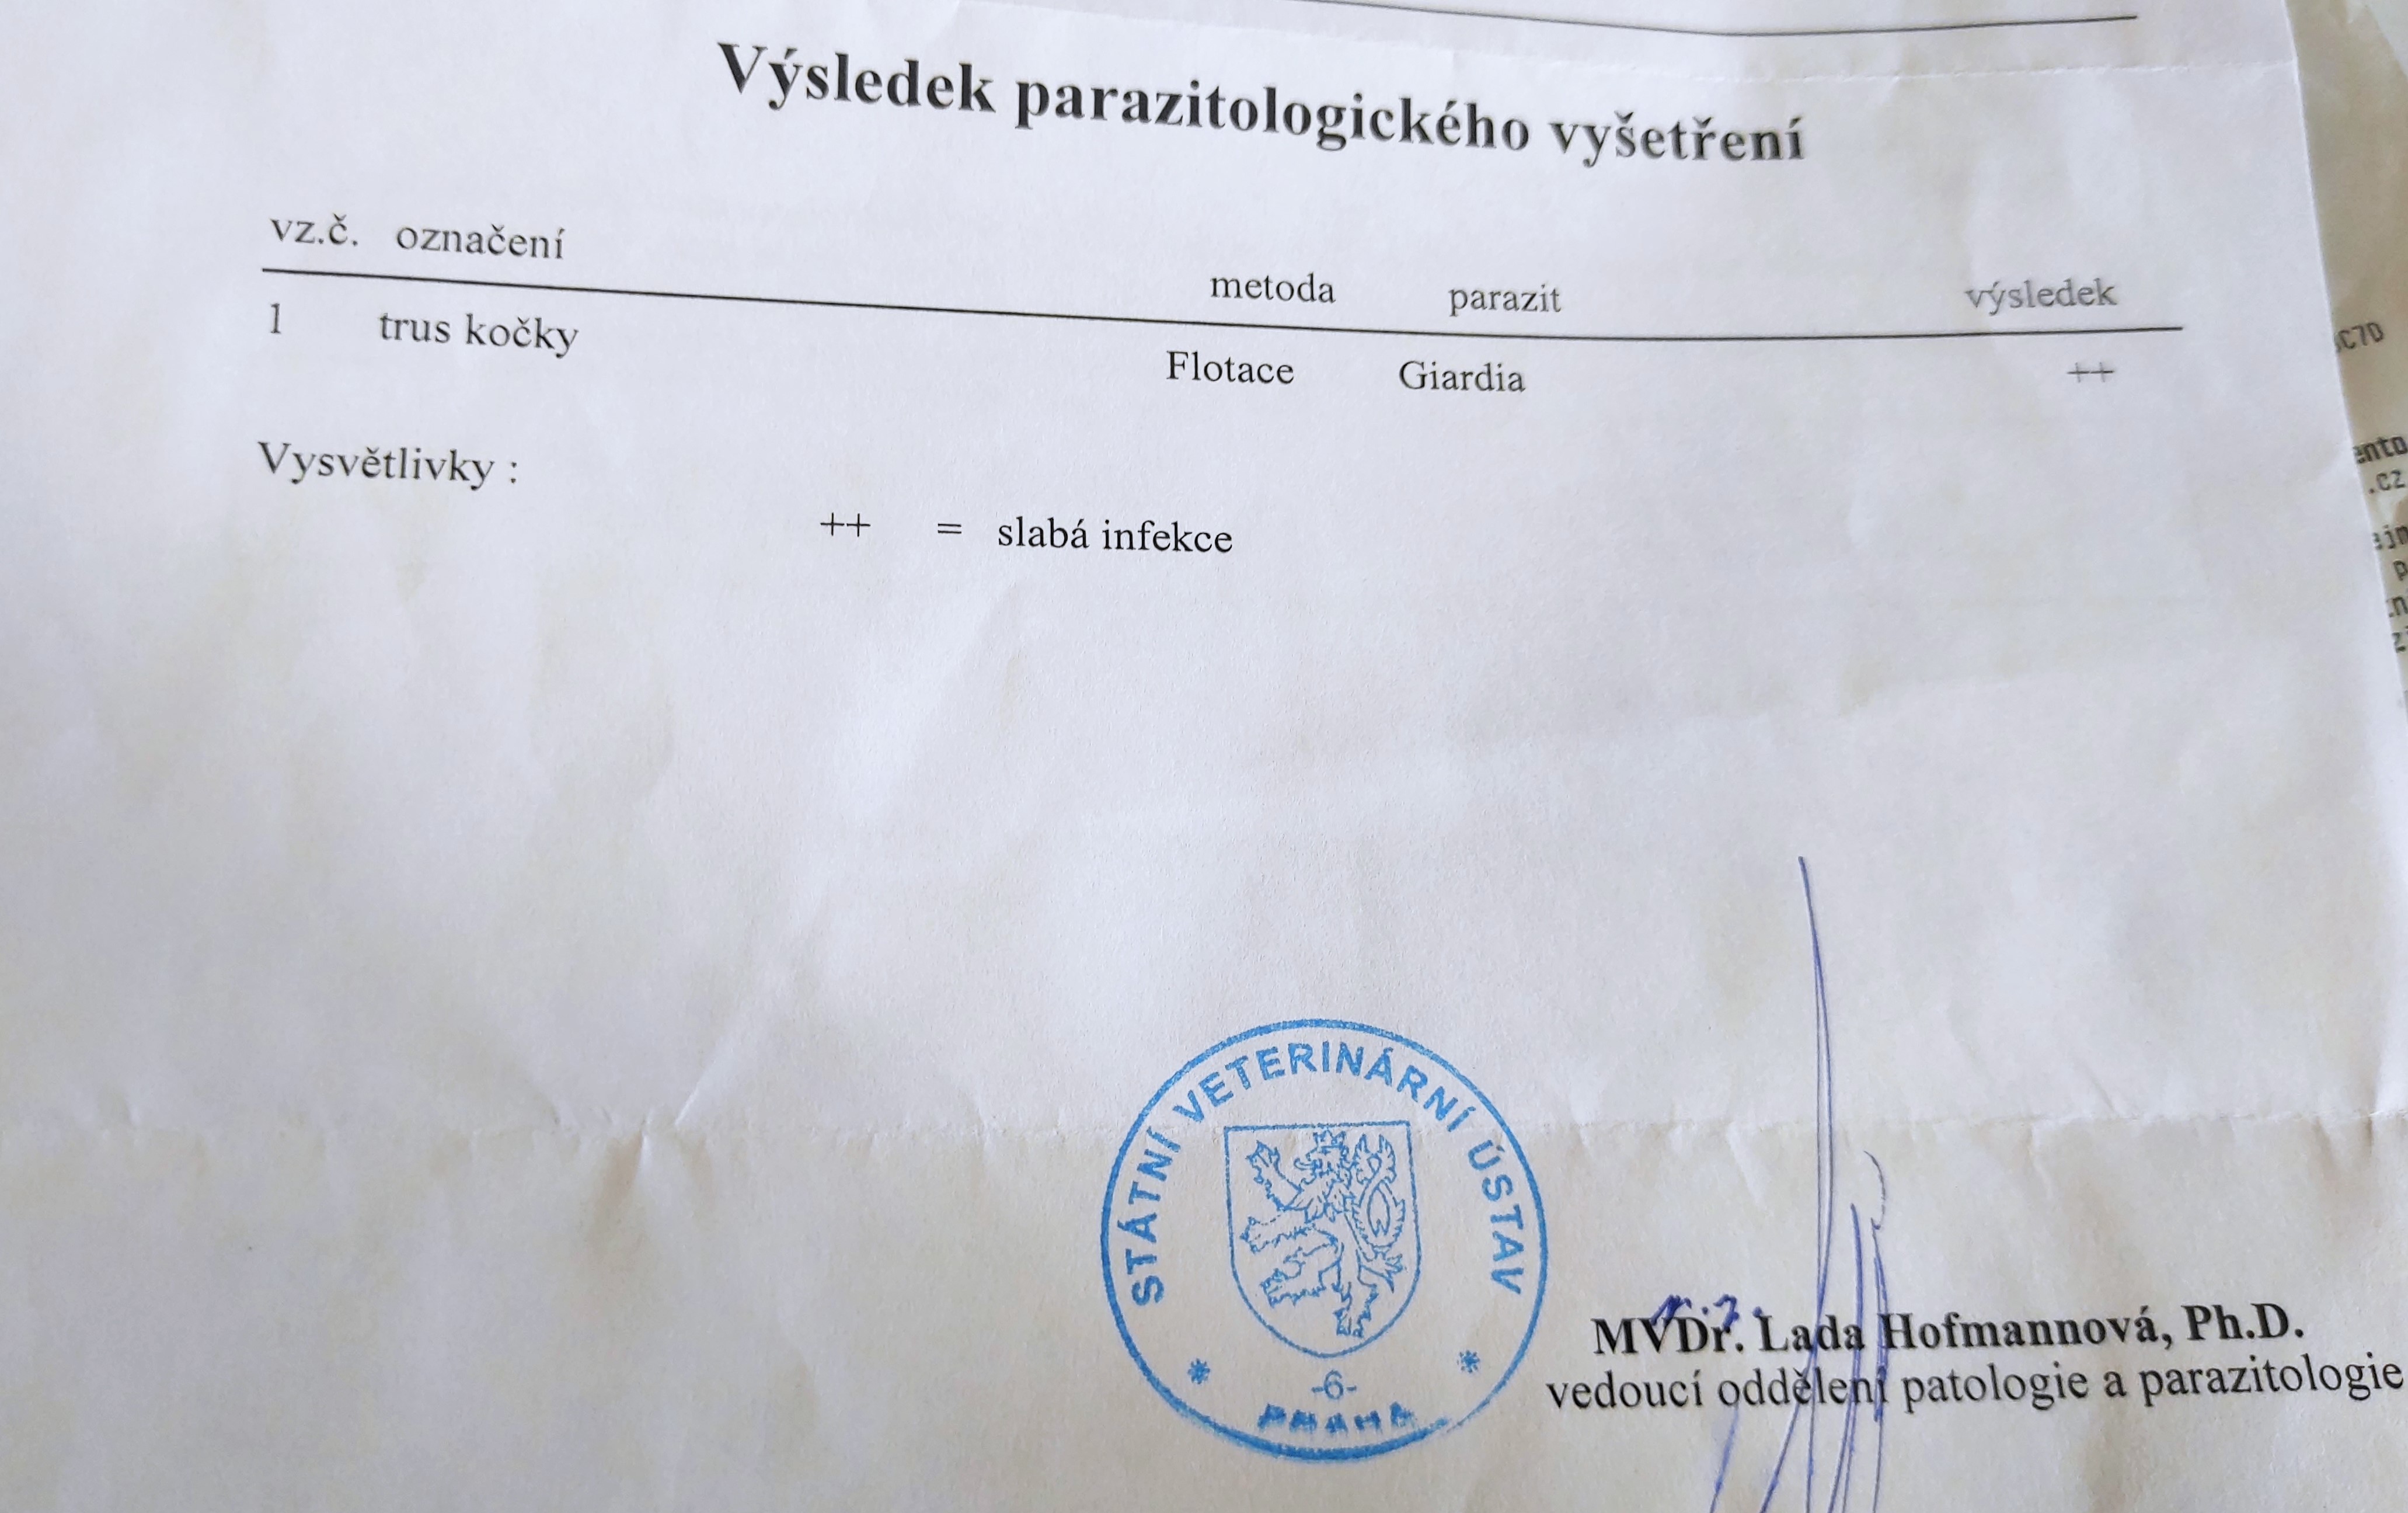 Výsledek parazitologického vyšetření
vz.č. označení metoda parazit výsledek
1 trus kočky Flotace Giardia ++
Vysvětlivky :
++ = slabá infekce
STÁTNÍ VETERINÁRNÍ ÚSTAV
-6-
PRAHA
MVDr. Lada Hofmannová, Ph.D.
vedoucí oddělení patologie a parazitologie
.cz